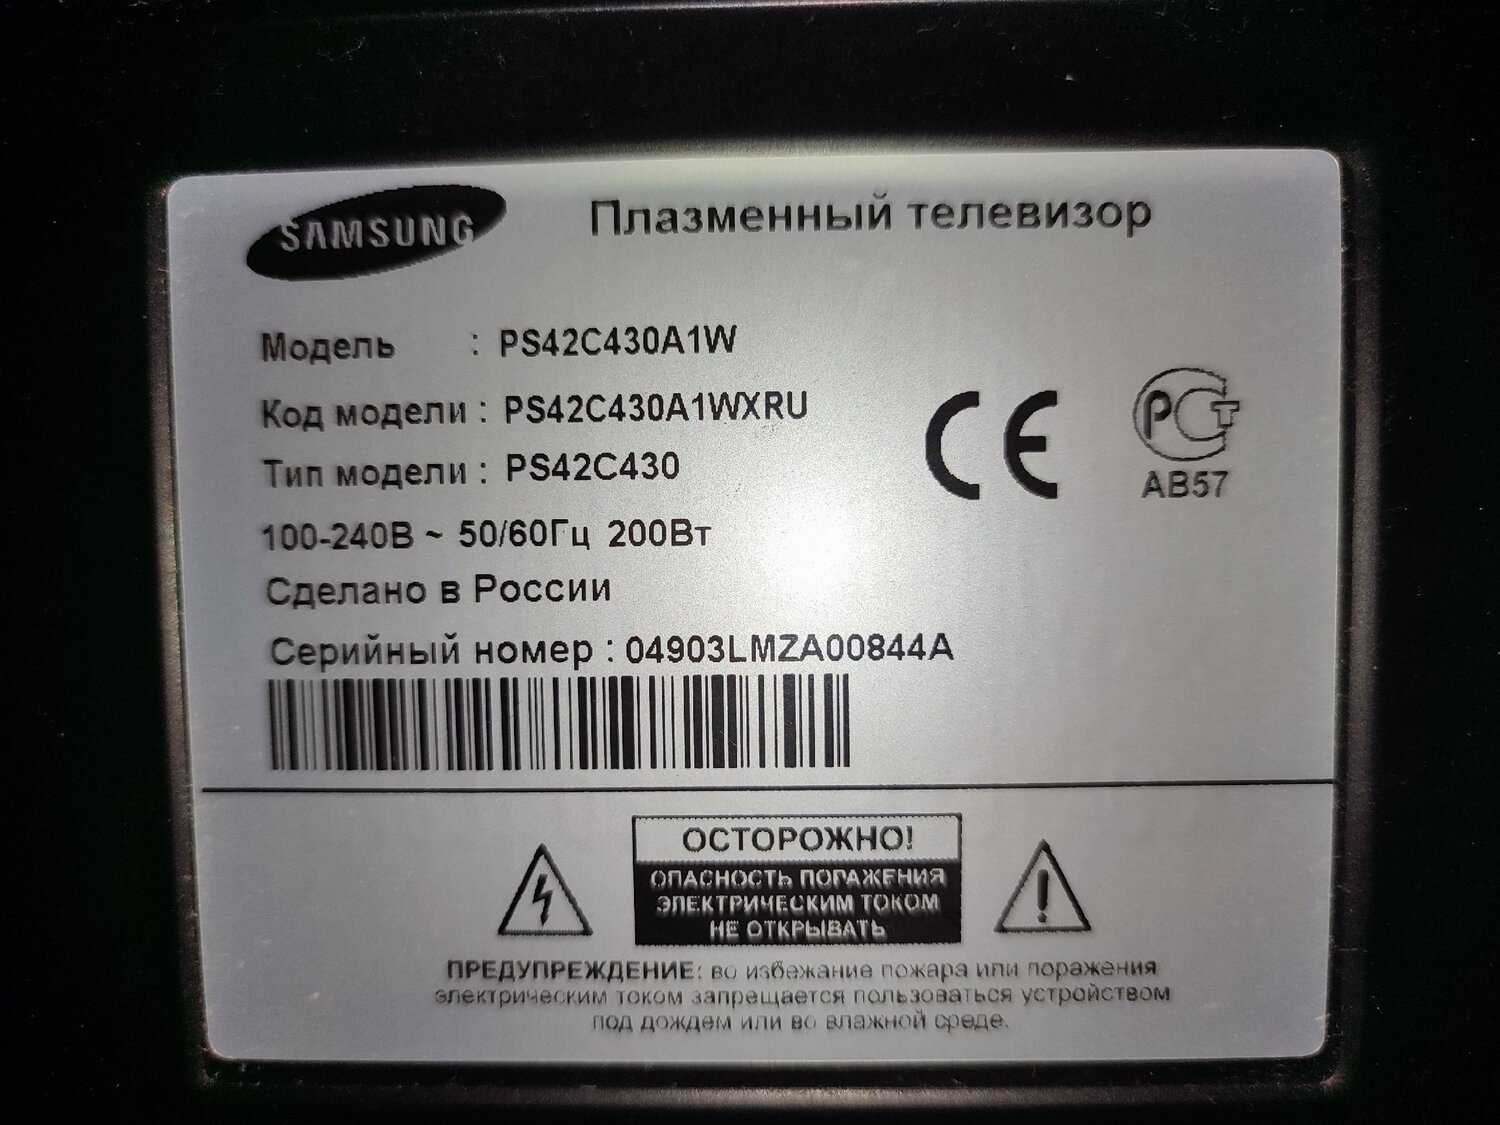 SAMSUNG
Плазменный телевизор
Модель : PS42C430A1W
Код модели : PS42C430A1WXRU
Тип модели : PS42C430
CE
РСТ
АВ57
100-240В ~ 50/60Гц 200Вт
Сделано в России
Серийный номер : 04903LMZA00844A
ОСТОРОЖНО!
ОПАСНОСТЬ ПОРАЖЕНИЯ
ЭЛЕКТРИЧЕСКИМ ТОКОМ
НЕ ОТКРЫВАТЬ
ПРЕДУПРЕЖДЕНИЕ: во избежание пожара или поражения
электрическим током запрещается пользоваться устройством
под дождем или во влажной среде.